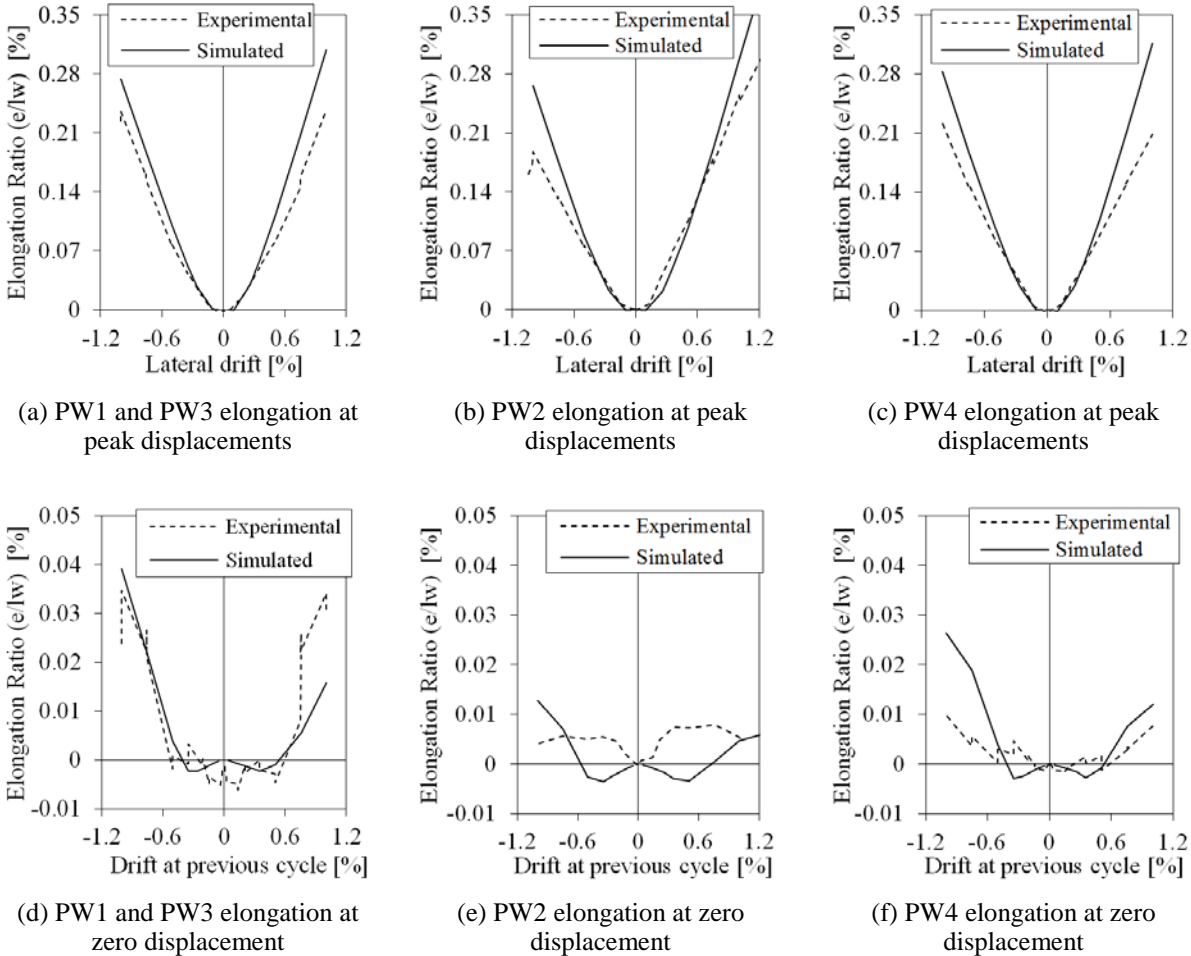 Elongation Ratio (e/lw) [%]
0.35
0.28
0.21
0.14
0.07
0
Experimental
Simulated
-1.2 -0.6 0 0.6 1.2
Lateral drift [%]
(a) PW1 and PW3 elongation at
peak displacements
Elongation Ratio (e/lw) [%]
0.35
0.28
0.21
0.14
0.07
0
Experimental
Simulated
-1.2 -0.6 0 0.6 1.2
Lateral drift [%]
(b) PW2 elongation at peak
displacements
Elongation Ratio (e/lw) [%]
0.35
0.28
0.21
0.14
0.07
0
Experimental
Simulated
-1.2 -0.6 0 0.6 1.2
Lateral drift [%]
(c) PW4 elongation at peak
displacements
Elongation Ratio (e/lw) [%]
0.05
0.04
0.03
0.02
0.01
0
-0.01
Experimental
Simulated
-1.2 -0.6 0 0.6 1.2
Drift at previous cycle [%]
(d) PW1 and PW3 elongation at
zero displacement
Elongation Ratio (e/lw) [%]
0.05
0.04
0.03
0.02
0.01
0
-0.01
Experimental
Simulated
-1.2 -0.6 0 0.6 1.2
Drift at previous cycle [%]
(e) PW2 elongation at zero
displacement
Elongation Ratio (e/lw) [%]
0.05
0.04
0.03
0.02
0.01
0
-0.01
Experimental
Simulated
-1.2 -0.6 0 0.6 1.2
Drift at previous cycle [%]
(f) PW4 elongation at zero
displacement